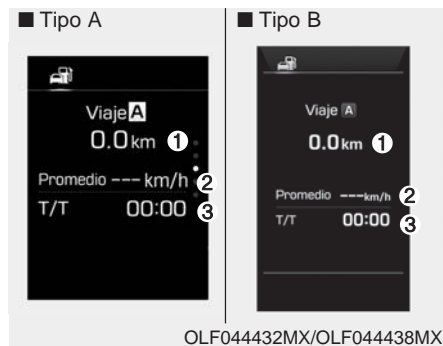 ■ Tipo A
Viaje A
0.0 km ①
Promedio --- km/h ②
T/T 00:00 ③
■ Tipo B
Viaje A
0.0 km ①
Promedio ---km/h ②
T/T 00:00 ③
OLF044432MX/OLF044438MX